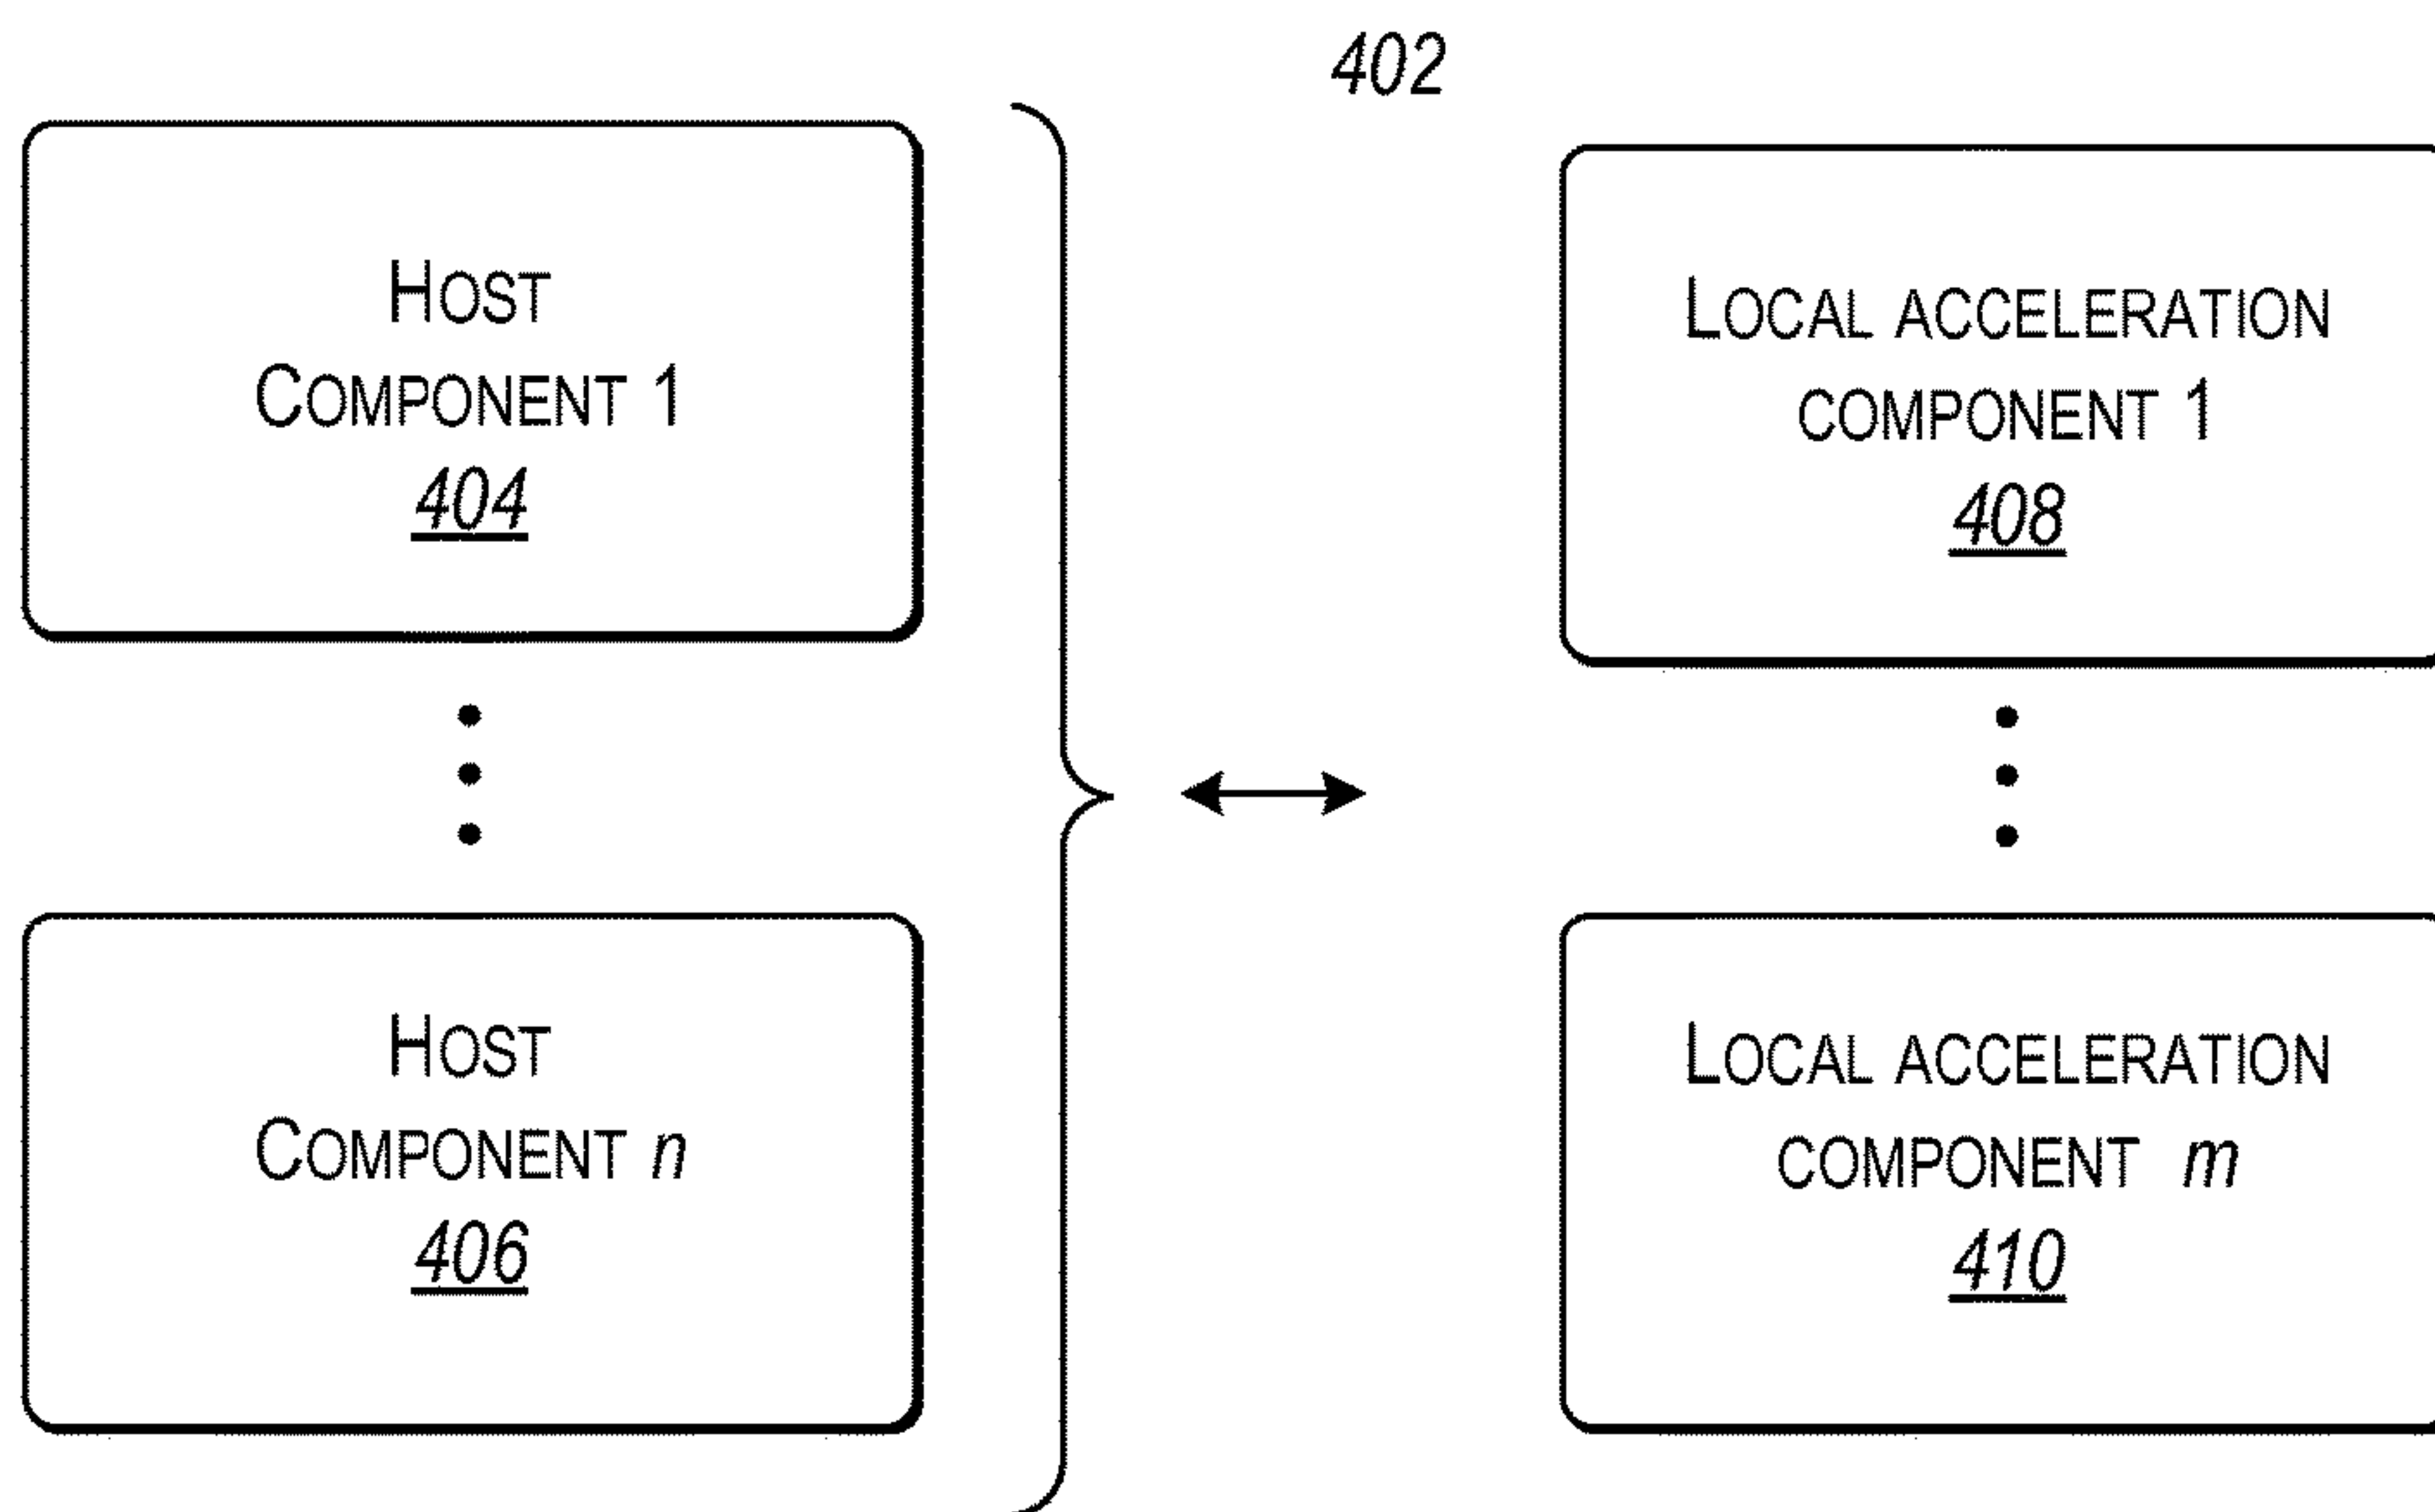 402
HOST
COMPONENT 1
404
LOCAL ACCELERATION
COMPONENT 1
408
HOST
COMPONENT n
406
LOCAL ACCELERATION
COMPONENT m
410